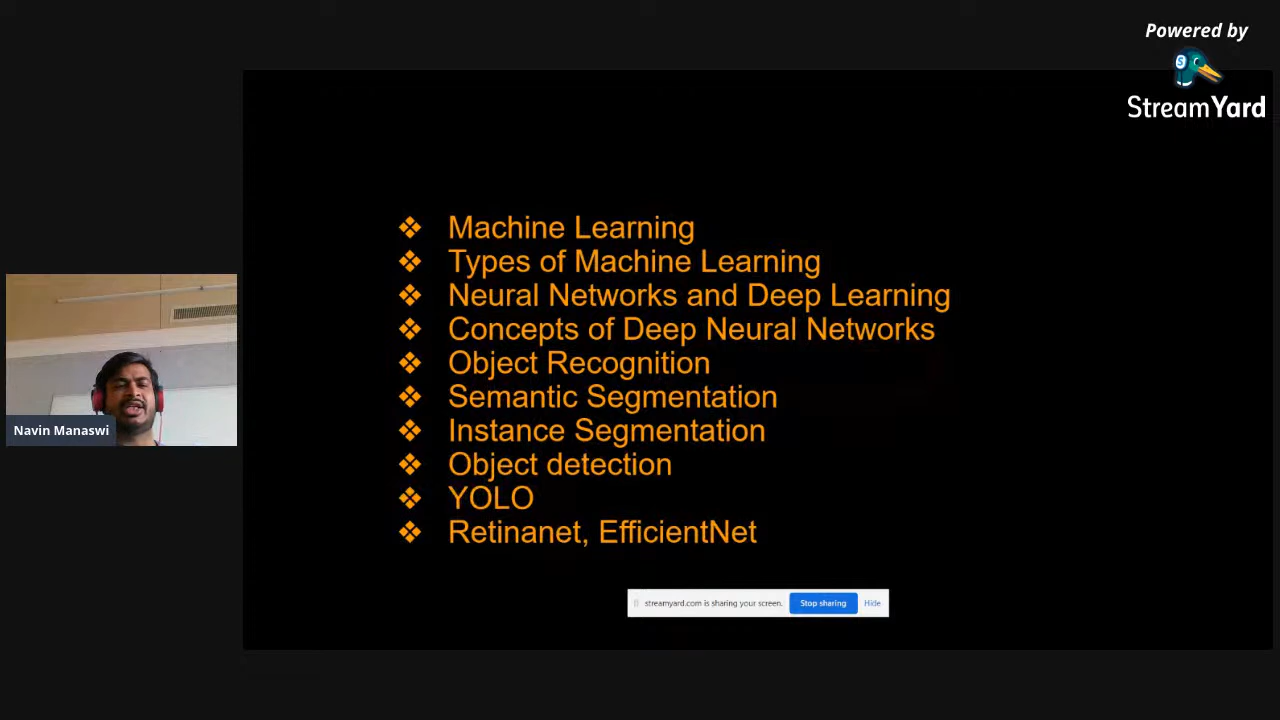 Powered by
StreamYard
Machine Learning
Types of Machine Learning
Neural Networks and Deep Learning
Concepts of Deep Neural Networks
Object Recognition
Semantic Segmentation
Instance Segmentation
Object detection
YOLO
Retinanet, EfficientNet
Navin Manaswi
streamyard.com is sharing your screen. Stop sharing Hide